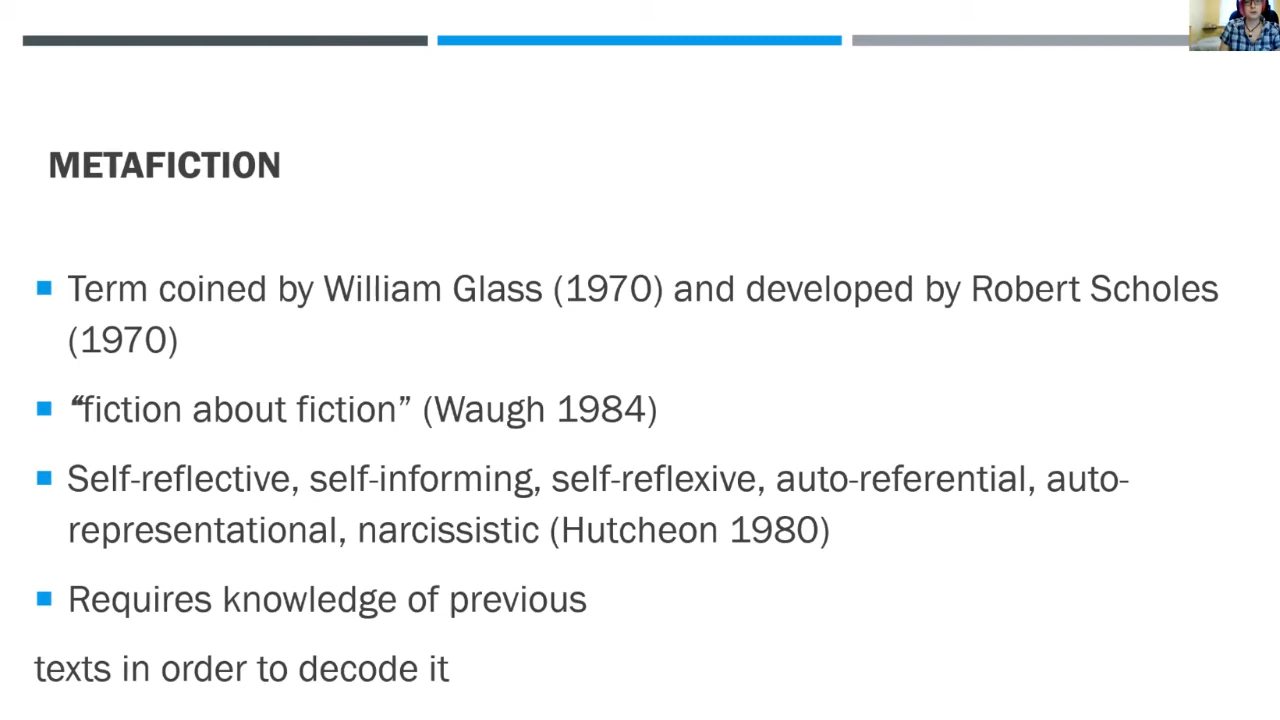 METAFICTION
Term coined by William Glass (1970) and developed by Robert Scholes
(1970)
“fiction about fiction” (Waugh 1984)
Self-reflective, self-informing, self-reflexive, auto-referential, auto-
representational, narcissistic (Hutcheon 1980)
Requires knowledge of previous
texts in order to decode it